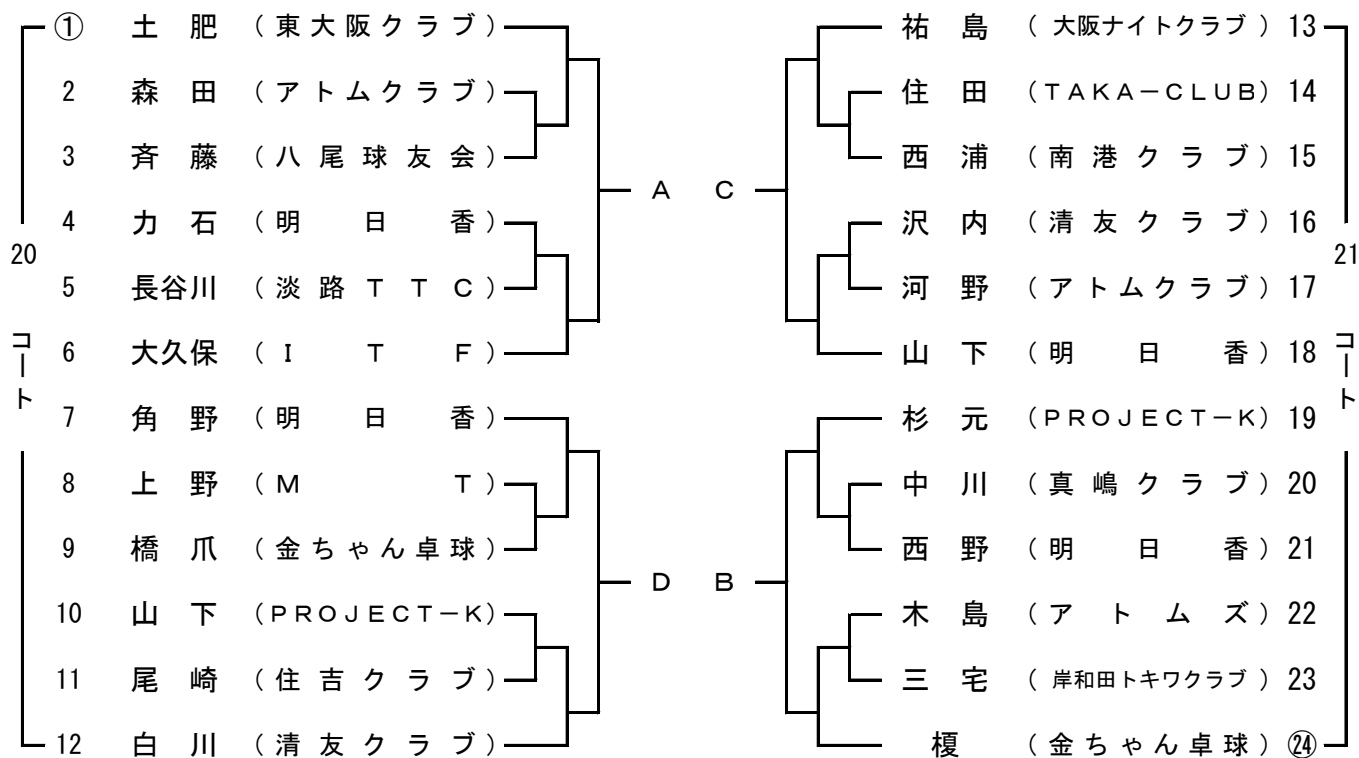 ① 土肥 (東大阪クラブ)
2 森田 (アトムクラブ)
3 斉藤 (八尾球友会)
4 力石 (明日香)
5 長谷川 (淡路TTC)
6 大久保 (ITF)
7 角野 (明日香)
8 上野 (MT)
9 橋爪 (金ちゃん卓球)
10 山下 (PROJECT-K)
11 尾崎 (住吉クラブ)
12 白川 (清友クラブ)
20
コート
A
D
C
B
祐島 (大阪ナイトクラブ) 13
住田 (TAKA-CLUB) 14
西浦 (南港クラブ) 15
沢内 (清友クラブ) 16
河野 (アトムクラブ) 17
山下 (明日香) 18
杉元 (PROJECT-K) 19
中川 (真嶋クラブ) 20
西野 (明日香) 21
木島 (アトムズ) 22
三宅 (岸和田トキワクラブ) 23
榎 (金ちゃん卓球) ㉔
21
コート